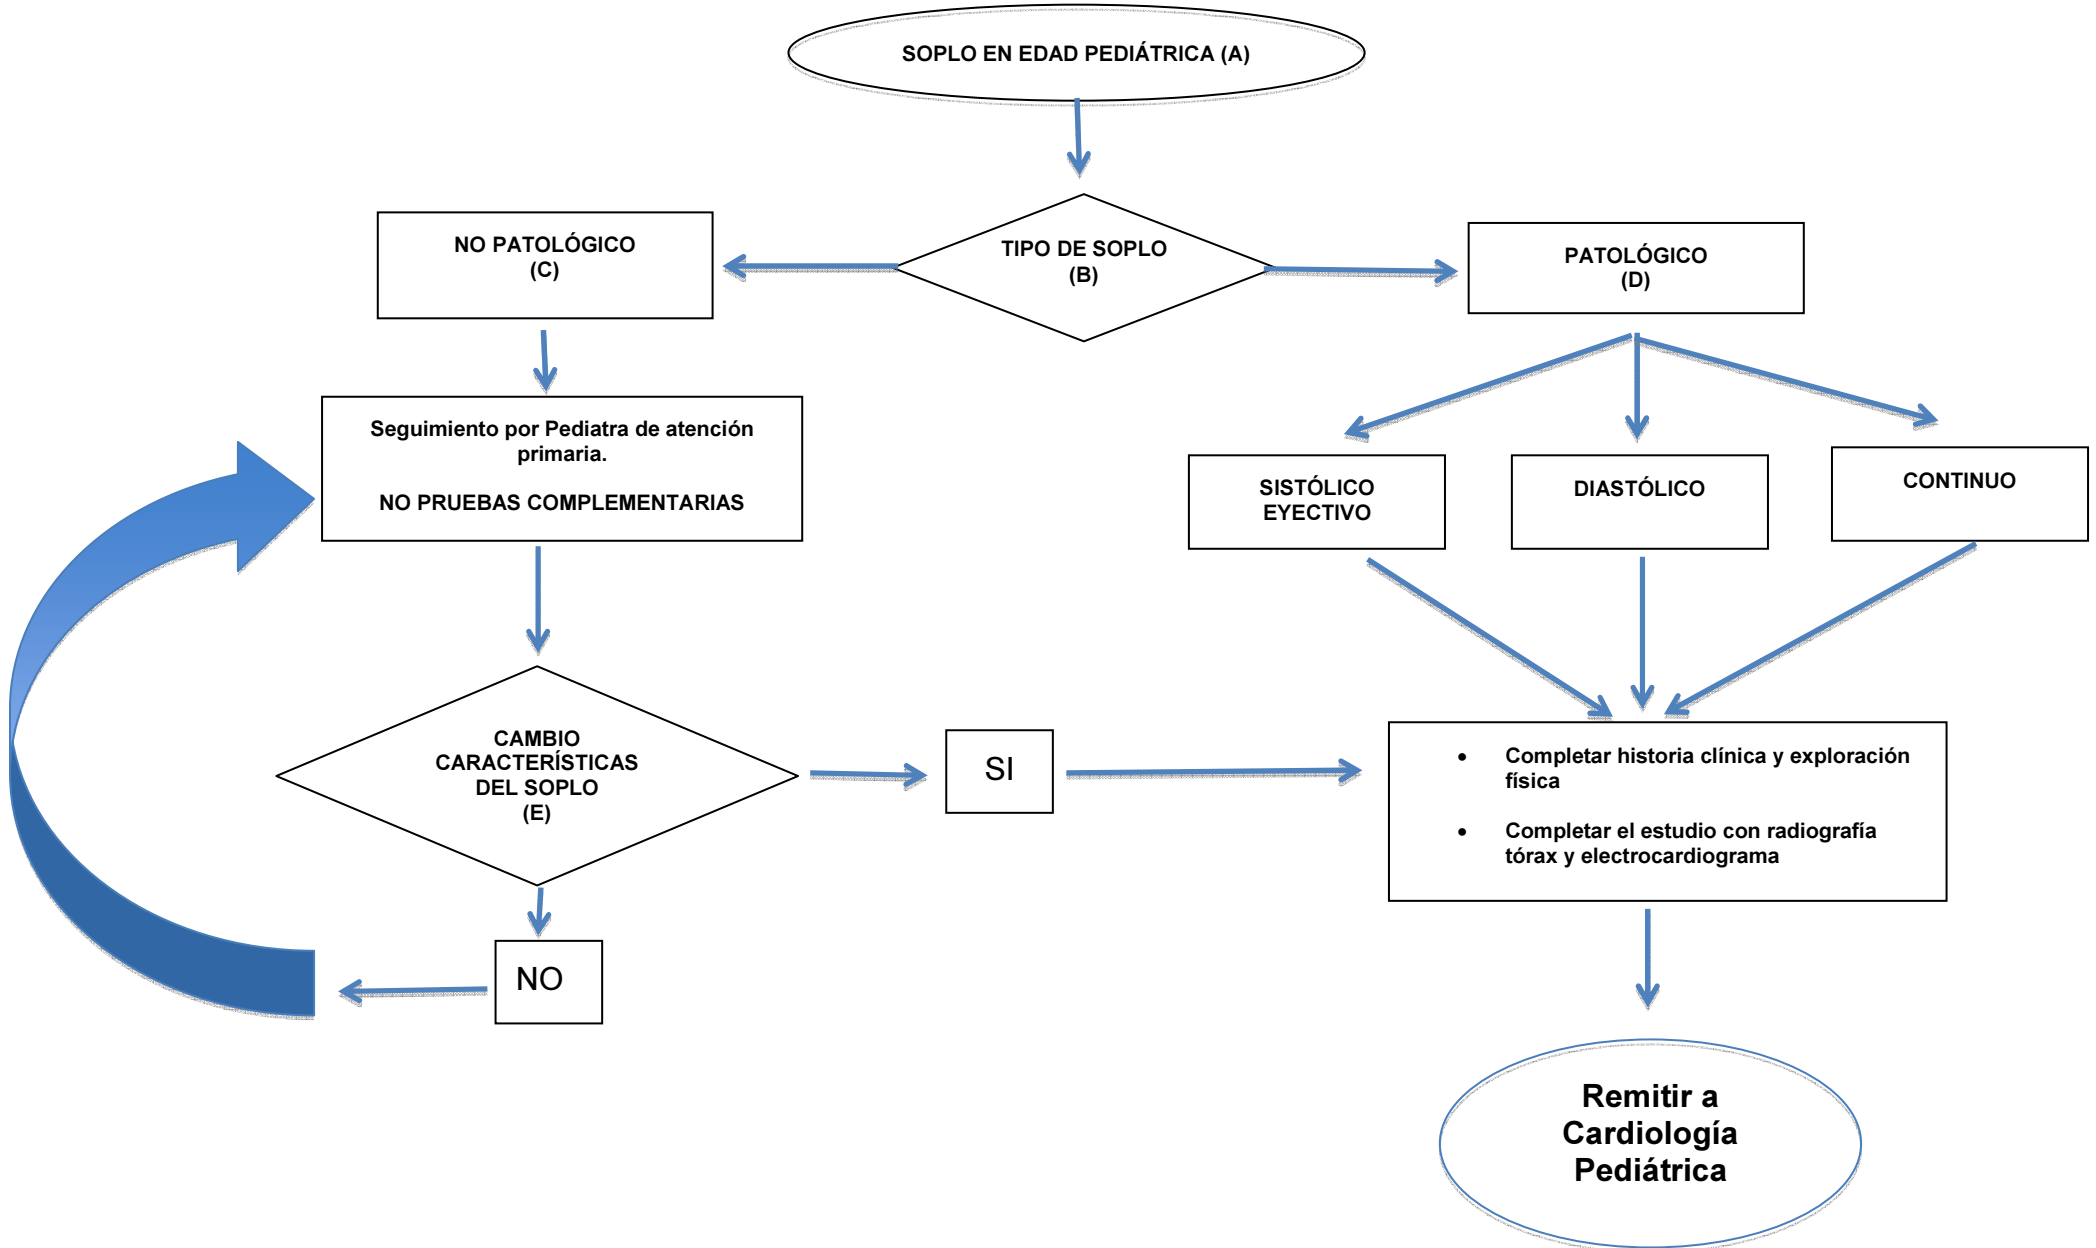 SOPLO EN EDAD PEDIÁTRICA (A)
TIPO DE SOPLO
(B)
NO PATOLÓGICO
(C)
PATOLÓGICO
(D)
Seguimiento por Pediatra de atención
primaria.
NO PRUEBAS COMPLEMENTARIAS
SISTÓLICO
EYECTIVO
DIASTÓLICO
CONTINUO
CAMBIO
CARACTERÍSTICAS
DEL SOPLO
(E)
SI
NO
• Completar historia clínica y exploración
física
• Completar el estudio con radiografía
tórax y electrocardiograma
Remitir a
Cardiología
Pediátrica